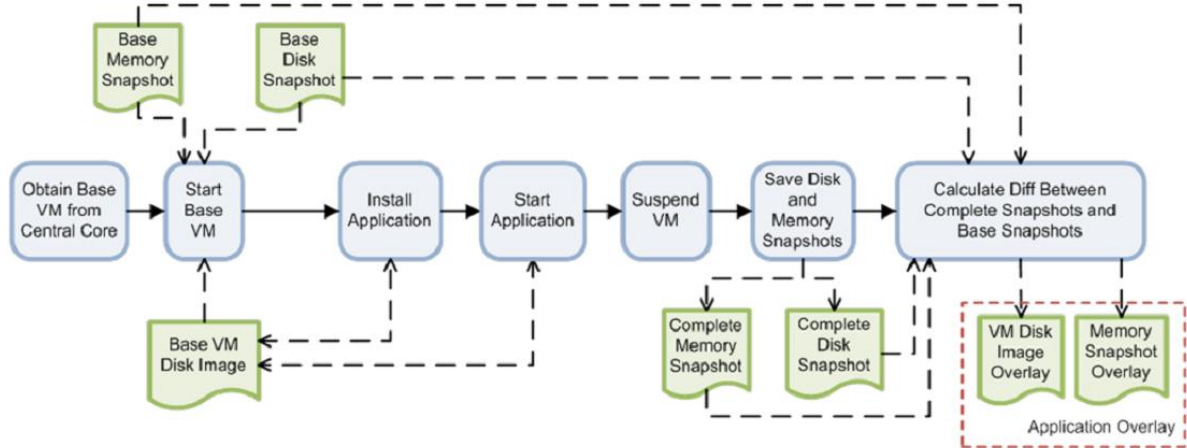 Base
Memory
Snapshot
Base
Disk
Snapshot
Obtain Base
VM from
Central Core
Start
Base
VM
Install
Application
Start
Application
Suspend
VM
Save Disk
and
Memory
Snapshots
Calculate Diff Between
Complete Snapshots and
Base Snapshots
Base VM
Disk Image
Complete
Memory
Snapshot
Complete
Disk
Snapshot
VM Disk
Image
Overlay
Memory
Snapshot
Overlay
Application Overlay